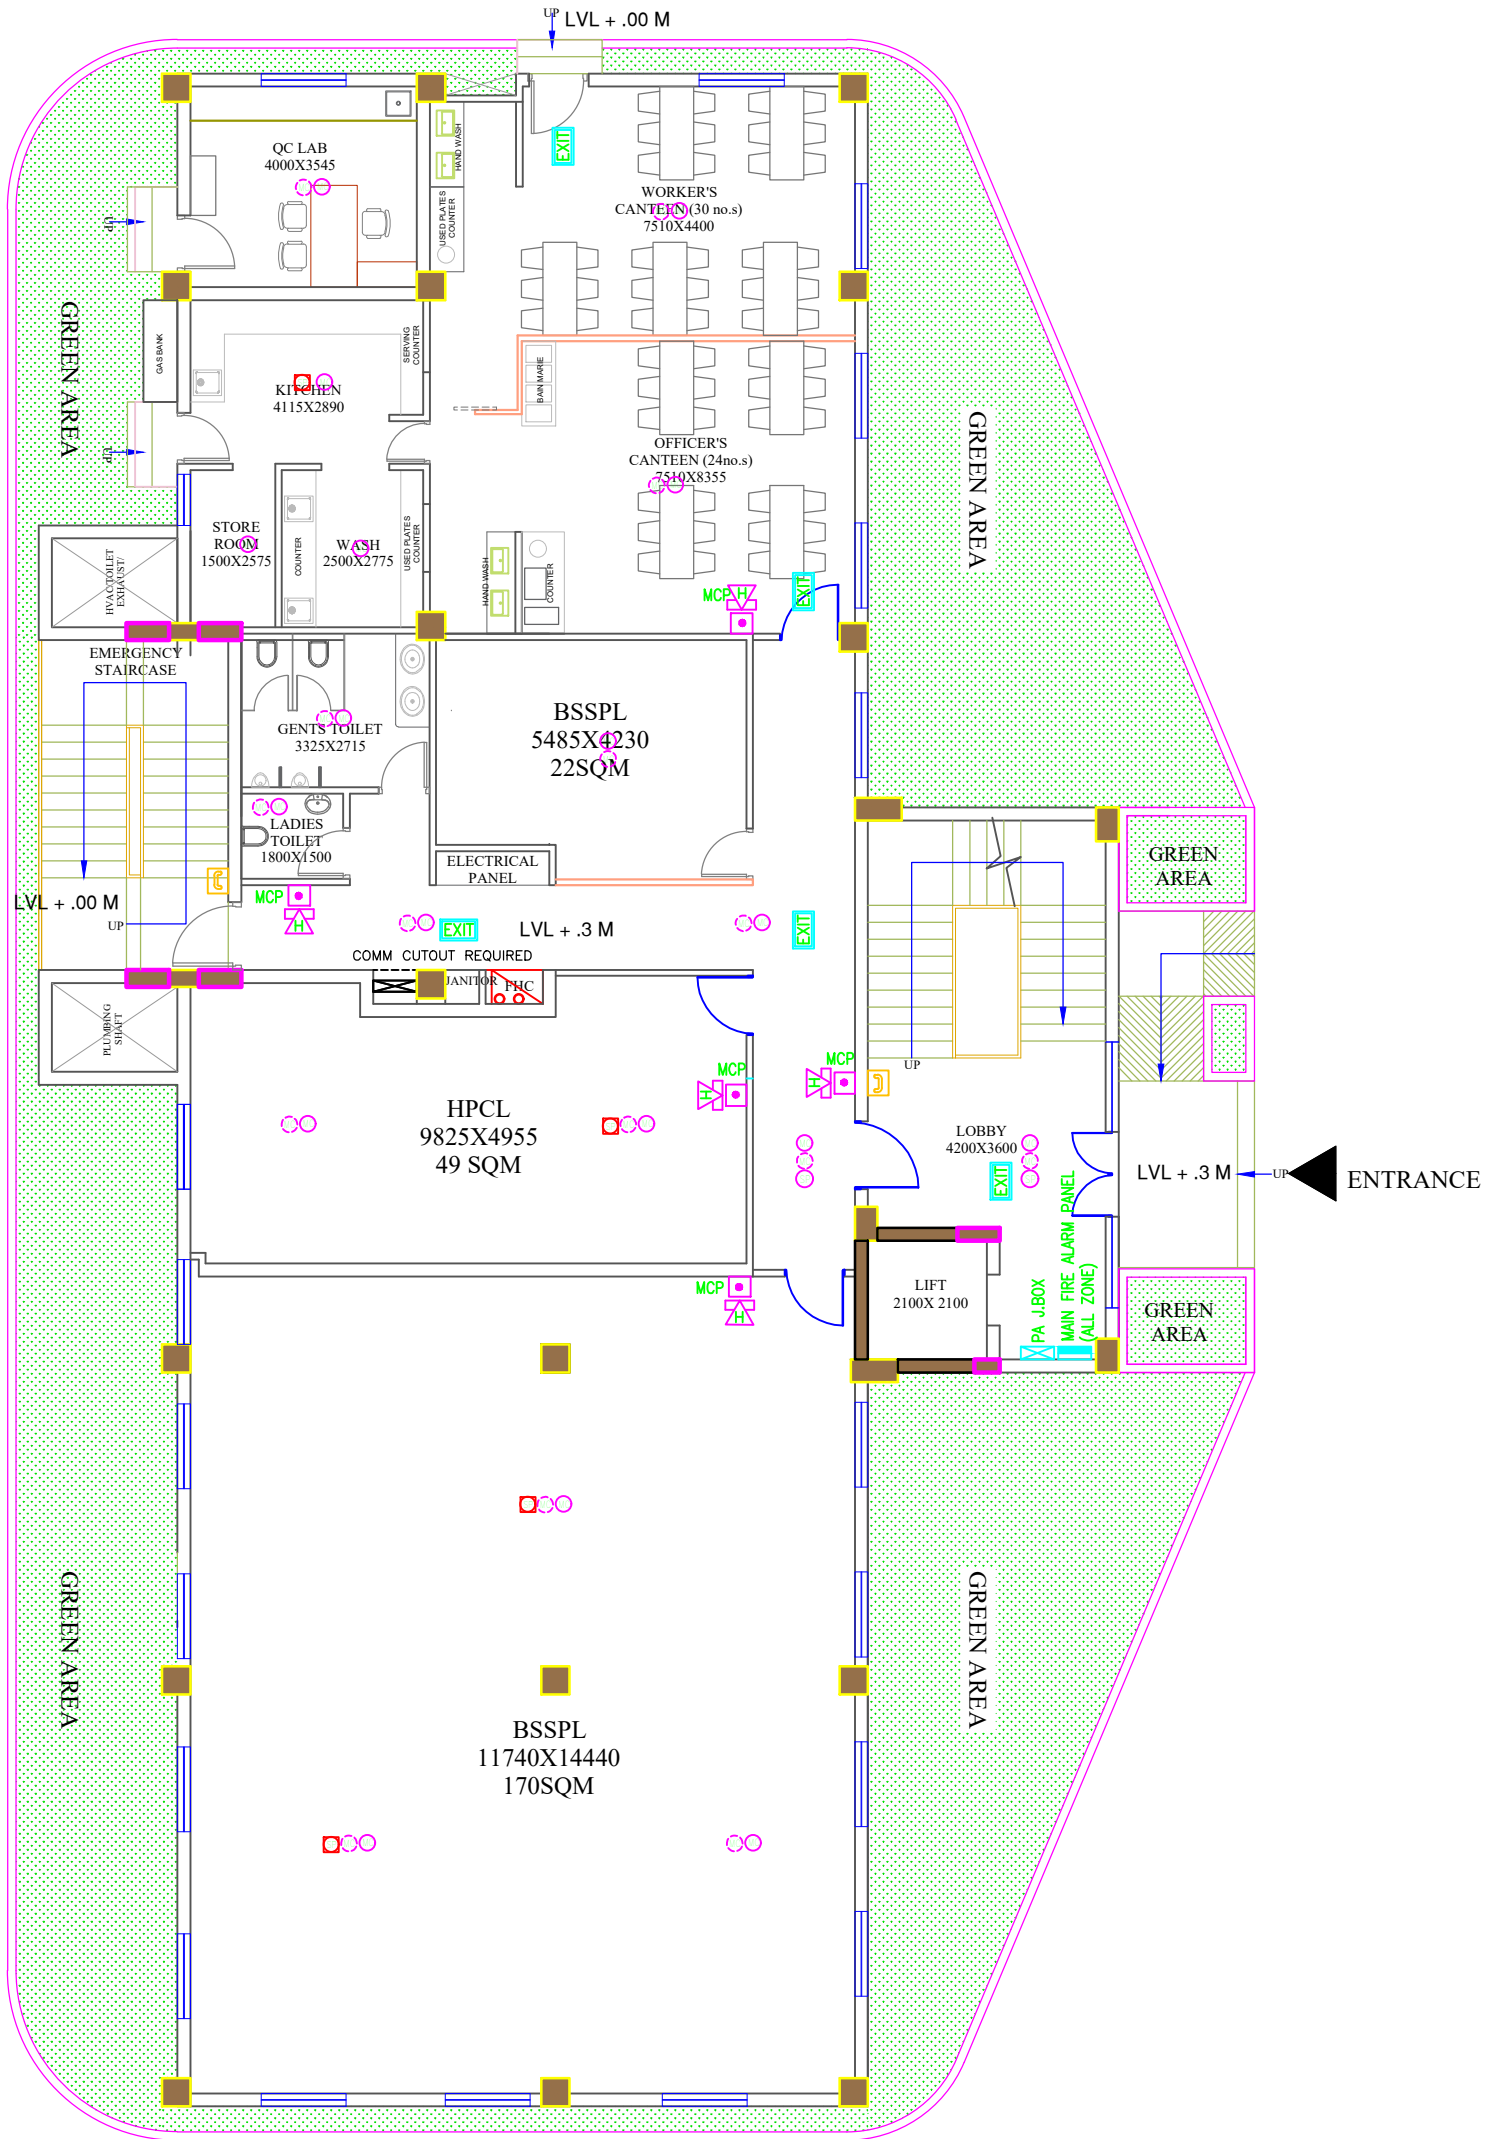 UP
LVL + .00 M
QC LAB
4000X3545
HAND WASH
EXIT
USED PLATES
COUNTER
WORKER'S
CANTEEN (30 no.s)
7510X4400
Up
GREEN AREA
GAS BANK
SERVING
COUNTER
KITCHEN
4115X2890
BAIN MARIE
Up
OFFICER'S
CANTEEN (24no.s)
7510X8355
GREEN AREA
STORE
ROOM
1500X2575
COUNTER
WASH
2500X2775
USED PLATES
COUNTER
HAND WASH
COUNTER
HVAC/TOILET
EXHAUST/
MCP
H
EXIT
EMERGENCY
STAIRCASE
GENTS TOILET
3325X2715
BSSPL
5485X4230
22SQM
LADIES
TOILET
1800X1500
ELECTRICAL
PANEL
GREEN
AREA
LVL + .00 M
UP
MCP
H
EXIT
LVL + .3 M
EXIT
COMM CUTOUT REQUIRED
JANITOR
FHC
PLUMBING
SHAFT
UP
MCP
H
MCP
H
HPCL
9825X4955
49 SQM
LOBBY
4200X3600
EXIT
LVL + .3 M
UP
ENTRANCE
MCP
H
LIFT
2100X 2100
PA J.BOX
MAIN FIRE ALARM PANEL
(ALL ZONE)
GREEN
AREA
GREEN AREA
GREEN AREA
BSSPL
11740X14440
170SQM